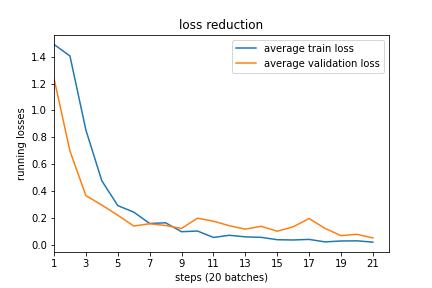 loss reduction
average train loss
average validation loss
running losses
1.4
1.2
1.0
0.8
0.6
0.4
0.2
0.0
1 3 5 7 9 11 13 15 17 19 21
steps (20 batches)